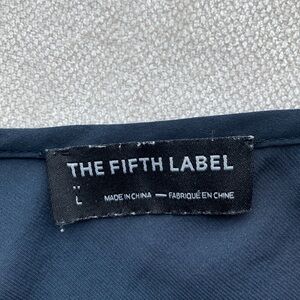 THE FIFTH LABEL
L
MADE IN CHINA — FABRIQUÉ EN CHINE